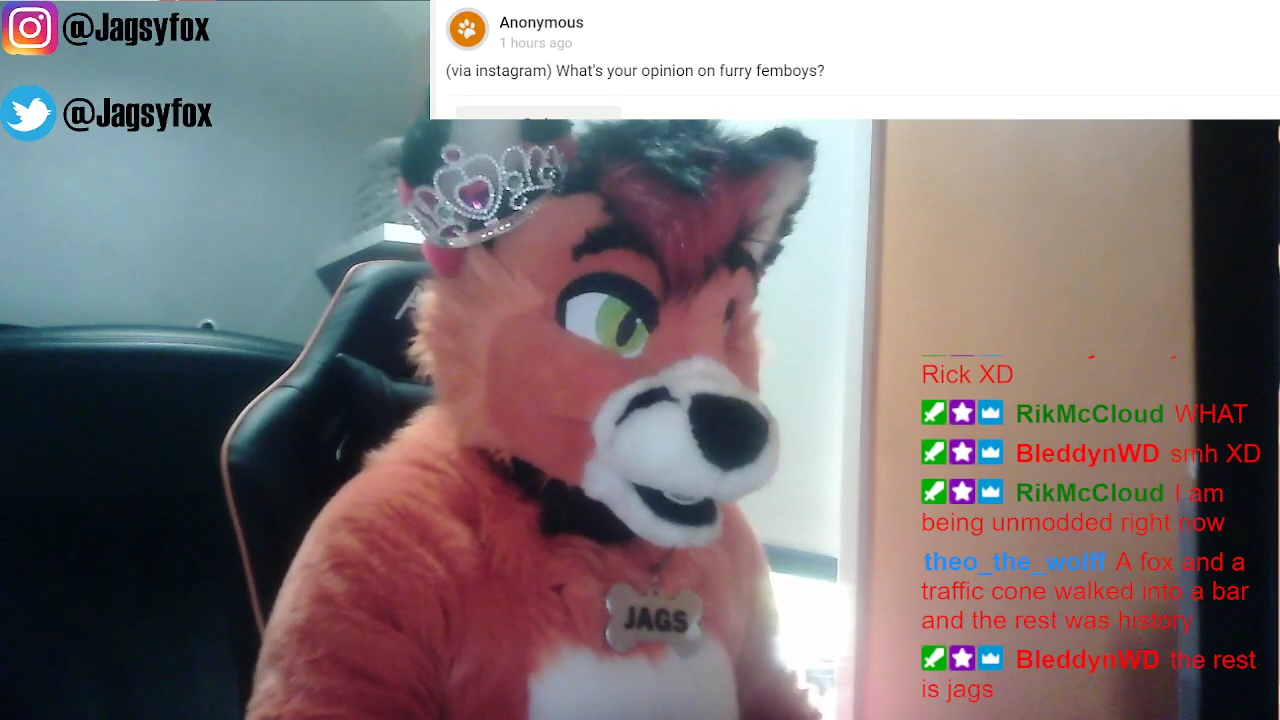 @Jagsyfox
@Jagsyfox
Anonymous
1 hours ago
(via instagram) What's your opinion on furry femboys?
Rick XD
RikMcCloud WHAT
BleddynWD smh XD
RikMcCloud I am
being unmodded right now
theo_the_wolff A fox and a
traffic cone walked into a bar
and the rest was history
BleddynWD the rest
is jags
JAGS